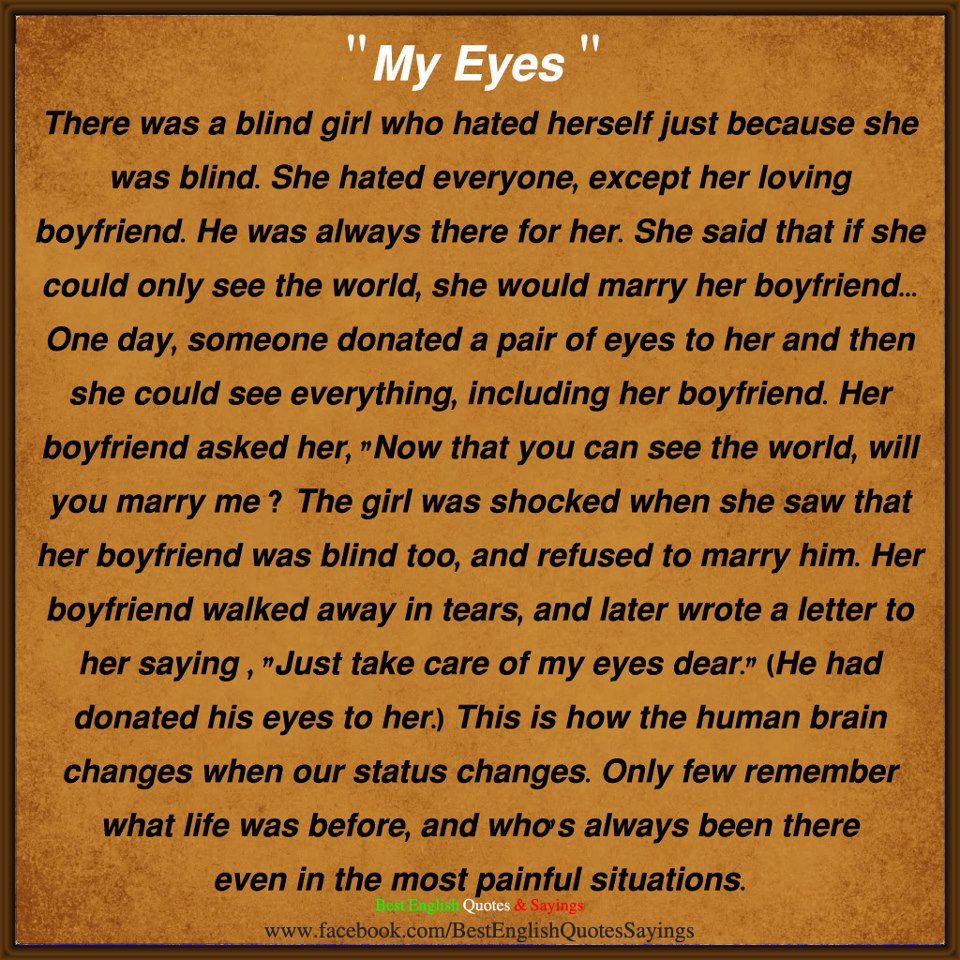 "My Eyes"
There was a blind girl who hated herself just because she
was blind. She hated everyone, except her loving
boyfriend. He was always there for her. She said that if she
could only see the world, she would marry her boyfriend...
One day, someone donated a pair of eyes to her and then
she could see everything, including her boyfriend. Her
boyfriend asked her, "Now that you can see the world, will
you marry me ? The girl was shocked when she saw that
her boyfriend was blind too, and refused to marry him. Her
boyfriend walked away in tears, and later wrote a letter to
her saying , "Just take care of my eyes dear." (He had
donated his eyes to her.) This is how the human brain
changes when our status changes. Only few remember
what life was before, and who's always been there
even in the most painful situations.
Best English Quotes & Sayings
www.facebook.com/BestEnglishQuotesSayings